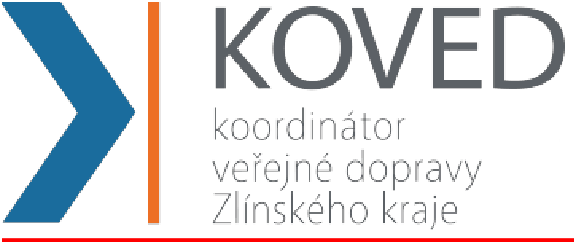 KOVED
koordinátor
veřejné dopravy
Zlínského kraje